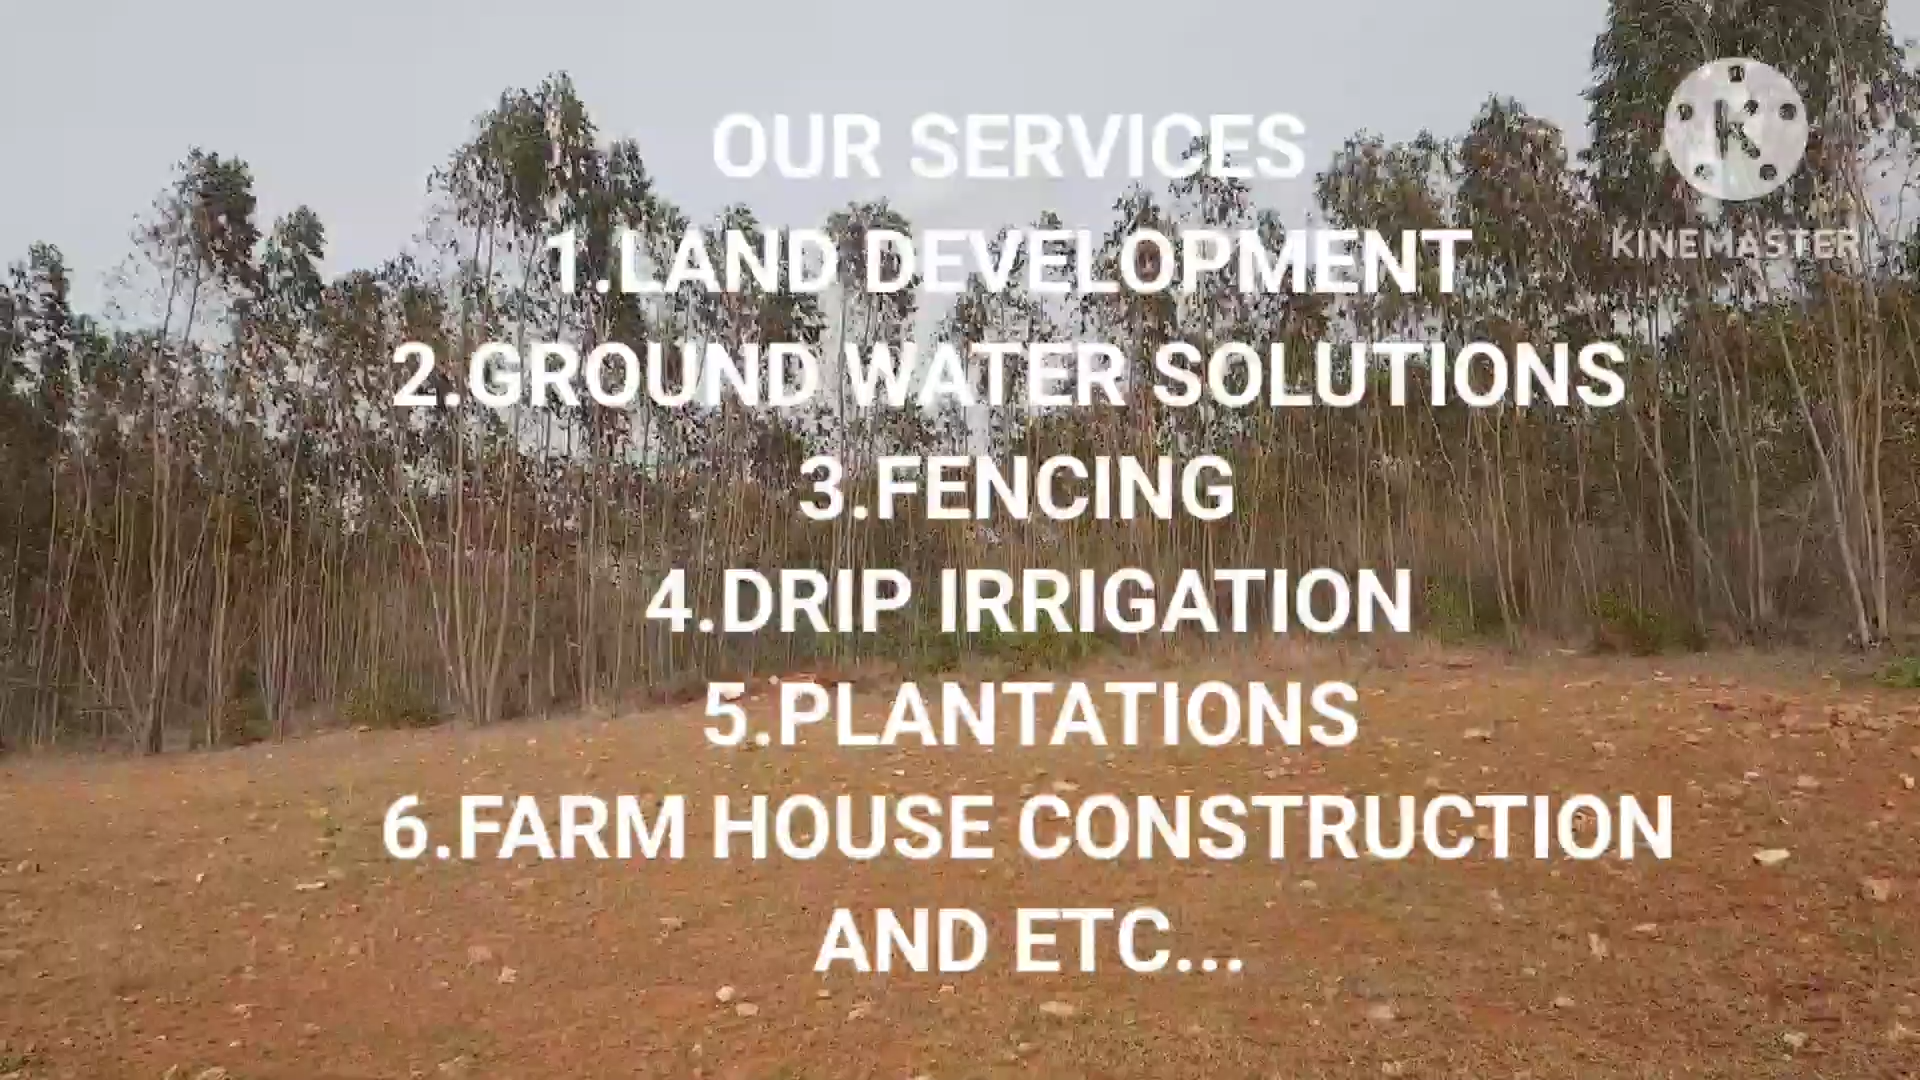 OUR SERVICES
1.LAND DEVELOPMENT
2.GROUND WATER SOLUTIONS
3.FENCING
4.DRIP IRRIGATION
5.PLANTATIONS
6.FARM HOUSE CONSTRUCTION
AND ETC...
K
KINEMASTER